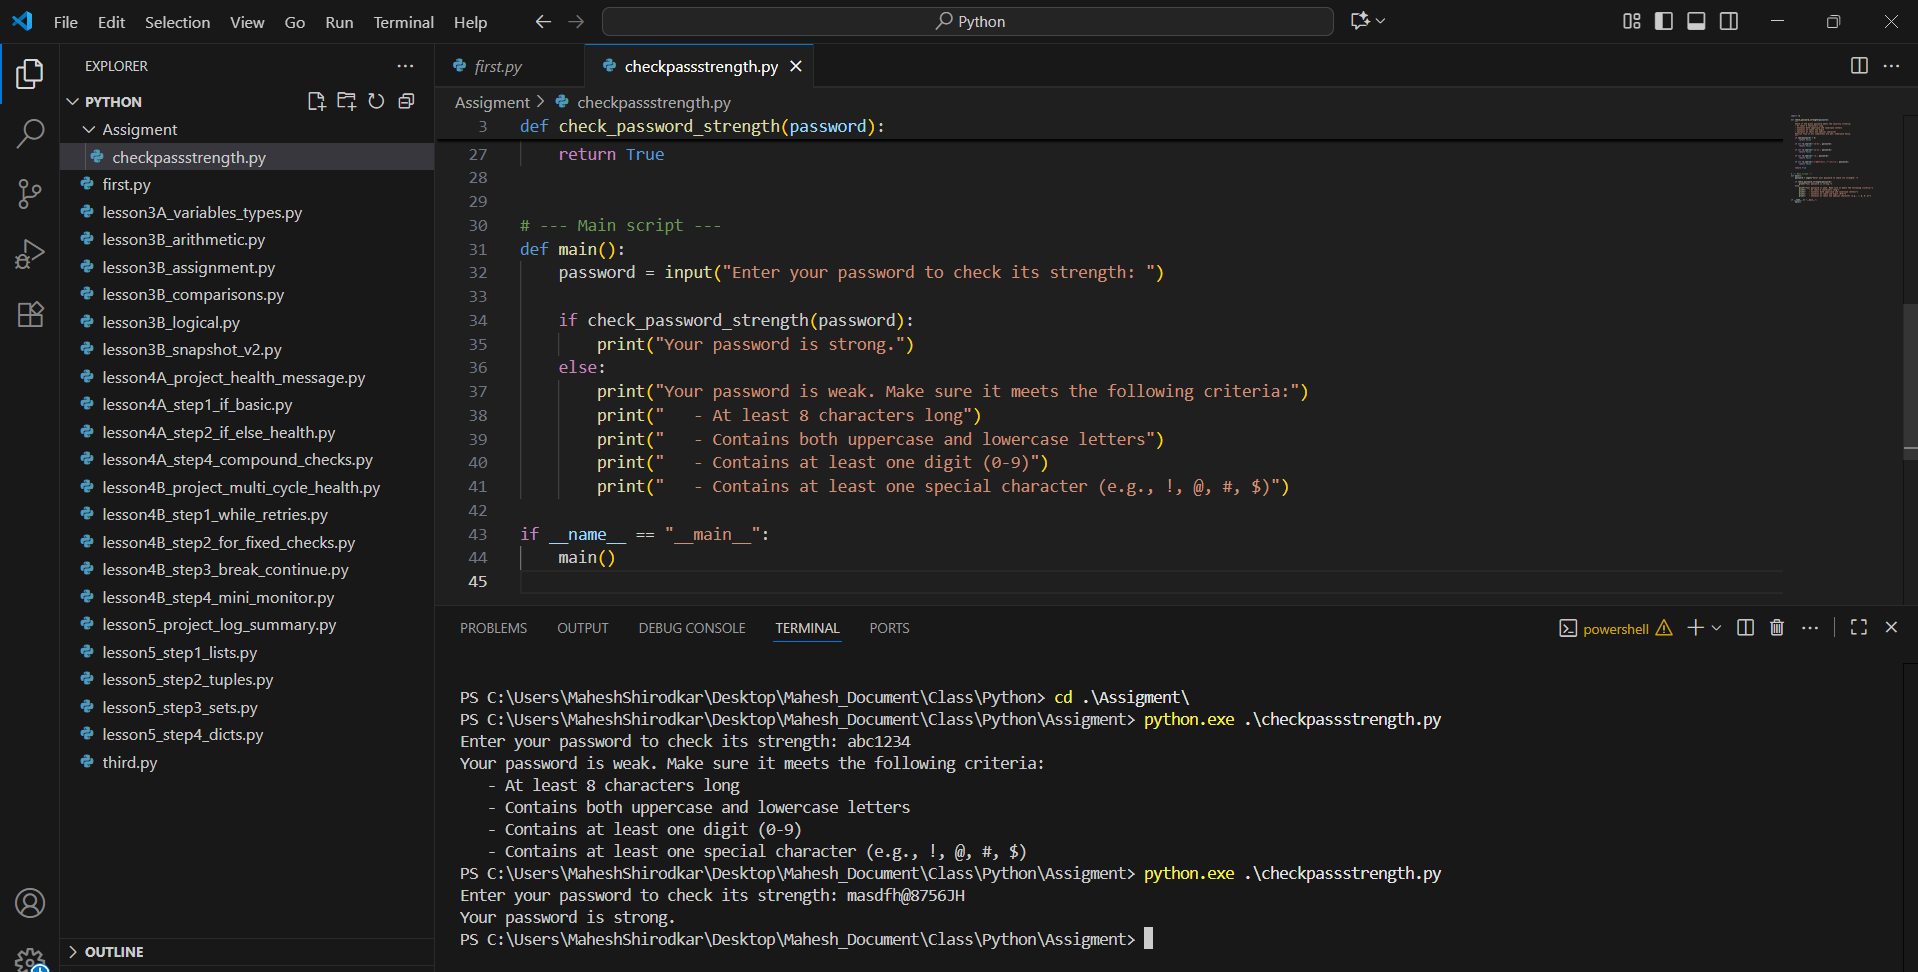 File Edit Selection View Go Run Terminal Help
Python
EXPLORER
PYTHON
Assigment
checkpassstrength.py
first.py
lesson3A_variables_types.py
lesson3B_arithmetic.py
lesson3B_assignment.py
lesson3B_comparisons.py
lesson3B_logical.py
lesson3B_snapshot_v2.py
lesson4A_project_health_message.py
lesson4A_step1_if_basic.py
lesson4A_step2_if_else_health.py
lesson4A_step4_compound_checks.py
lesson4B_project_multi_cycle_health.py
lesson4B_step1_while_retries.py
lesson4B_step2_for_fixed_checks.py
lesson4B_step3_break_continue.py
lesson4B_step4_mini_monitor.py
lesson5_project_log_summary.py
lesson5_step1_lists.py
lesson5_step2_tuples.py
lesson5_step3_sets.py
lesson5_step4_dicts.py
third.py
OUTLINE
first.py
checkpassstrength.py
Assigment > checkpassstrength.py
3 def check_password_strength(password):
27     return True
28
29
30 # --- Main script ---
31 def main():
32     password = input("Enter your password to check its strength: ")
33
34     if check_password_strength(password):
35         print("Your password is strong.")
36     else:
37         print("Your password is weak. Make sure it meets the following criteria:")
38         print("   - At least 8 characters long")
39         print("   - Contains both uppercase and lowercase letters")
40         print("   - Contains at least one digit (0-9)")
41         print("   - Contains at least one special character (e.g., !, @, #, $)")
42
43 if __name__ == "__main__":
44     main()
45
PROBLEMS OUTPUT DEBUG CONSOLE TERMINAL PORTS
powershell
PS C:\Users\MaheshShirodkar\Desktop\Mahesh_Document\Class\Python> cd .\Assigment\
PS C:\Users\MaheshShirodkar\Desktop\Mahesh_Document\Class\Python\Assigment> python.exe .\checkpassstrength.py
Enter your password to check its strength: abc1234
Your password is weak. Make sure it meets the following criteria:
   - At least 8 characters long
   - Contains both uppercase and lowercase letters
   - Contains at least one digit (0-9)
   - Contains at least one special character (e.g., !, @, #, $)
PS C:\Users\MaheshShirodkar\Desktop\Mahesh_Document\Class\Python\Assigment> python.exe .\checkpassstrength.py
Enter your password to check its strength: masdfh@8756JH
Your password is strong.
PS C:\Users\MaheshShirodkar\Desktop\Mahesh_Document\Class\Python\Assigment>